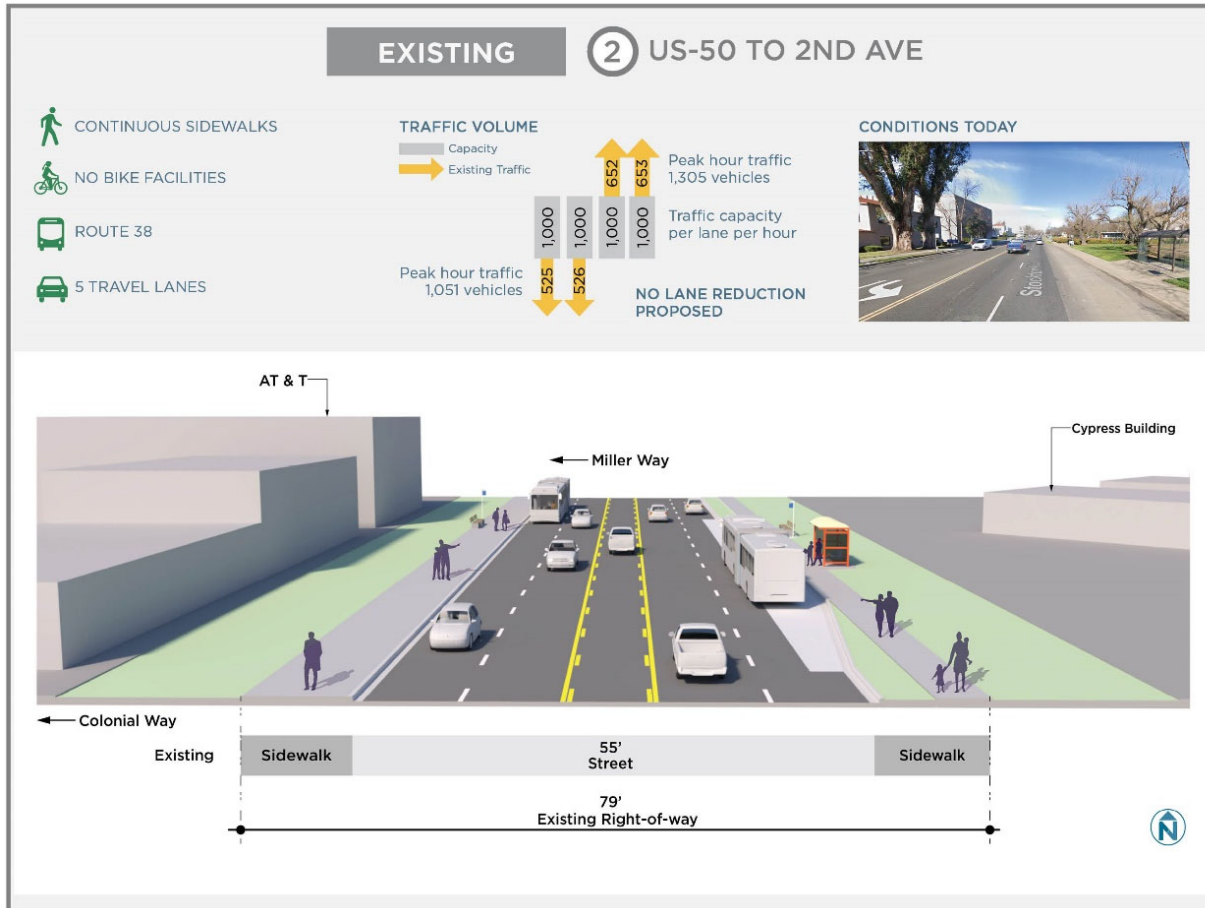 EXISTING
2 US-50 TO 2ND AVE
CONTINUOUS SIDEWALKS
NO BIKE FACILITIES
ROUTE 38
5 TRAVEL LANES
TRAFFIC VOLUME
Capacity
Existing Traffic
652
653
Peak hour traffic
1,305 vehicles
1,000
1,000
1,000
1,000
Traffic capacity
per lane per hour
Peak hour traffic
1,051 vehicles
525
526
NO LANE REDUCTION
PROPOSED
CONDITIONS TODAY
AT & T
Miller Way
Cypress Building
Colonial Way
Existing
Sidewalk
55'
Street
Sidewalk
79'
Existing Right-of-way
N